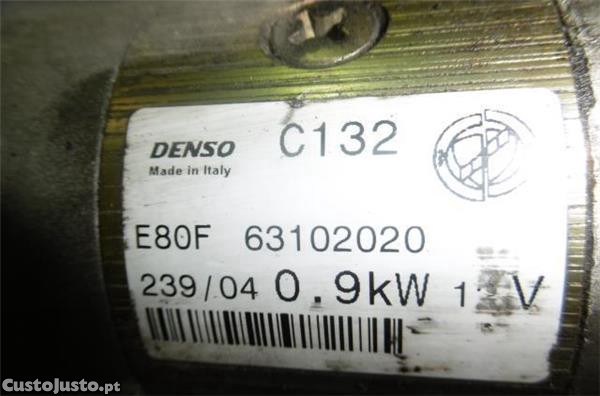 DENSO C132
Made in Italy
E80F 63102020
239/04 0.9kW
CustoJusto.pt